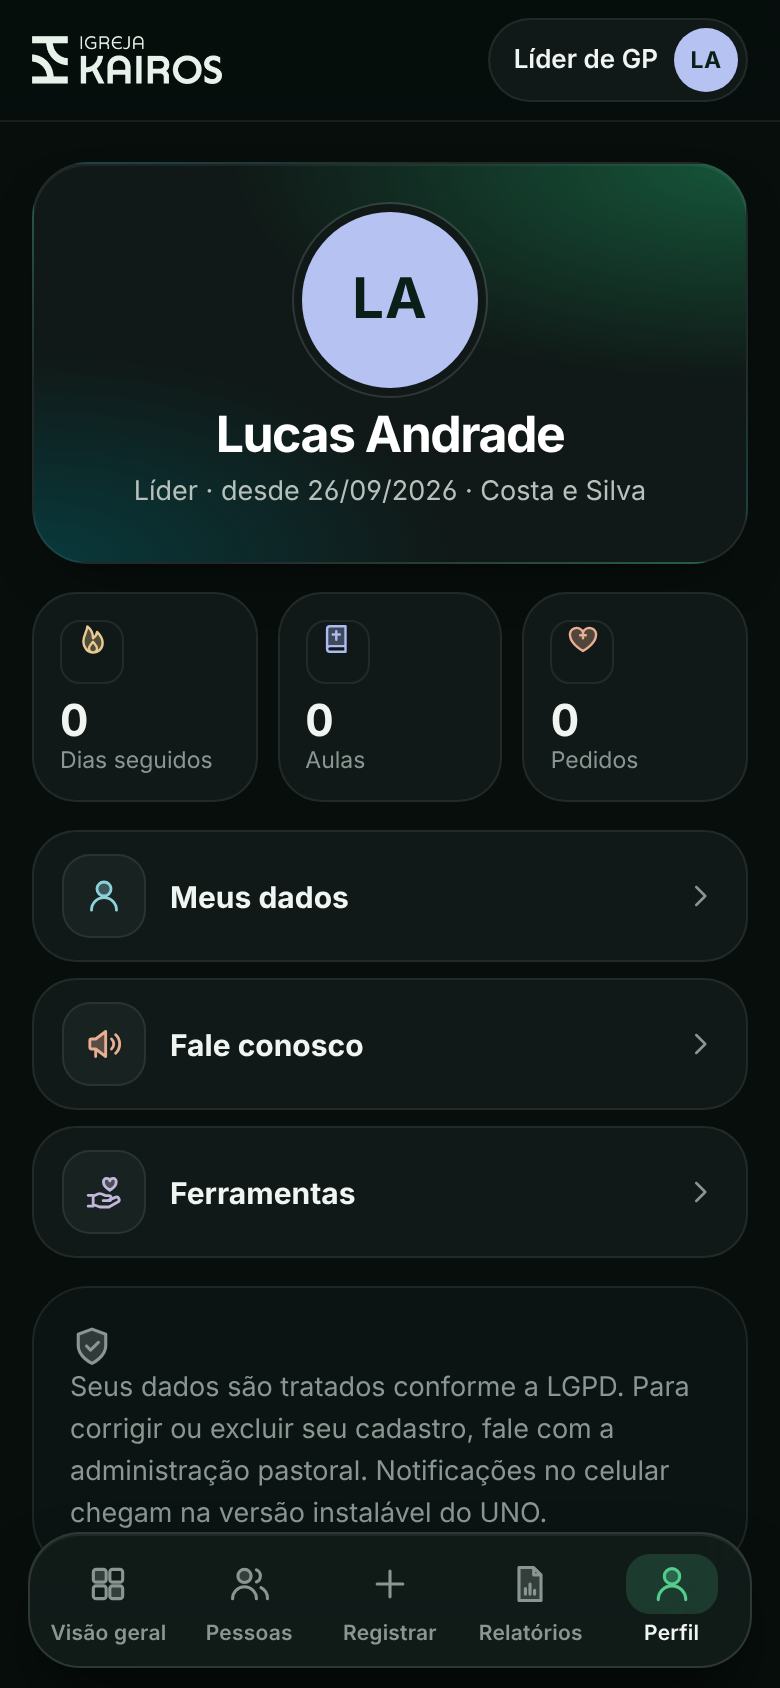 IGREJA
KAIROS
Líder de GP
LA
LA
Lucas Andrade
Líder · desde 26/09/2026 · Costa e Silva
0
Dias seguidos
0
Aulas
0
Pedidos
Meus dados
Fale conosco
Ferramentas
Seus dados são tratados conforme a LGPD. Para
corrigir ou excluir seu cadastro, fale com a
administração pastoral. Notificações no celular
chegam na versão instalável do UNO.
Visão geral
Pessoas
Registrar
Relatórios
Perfil